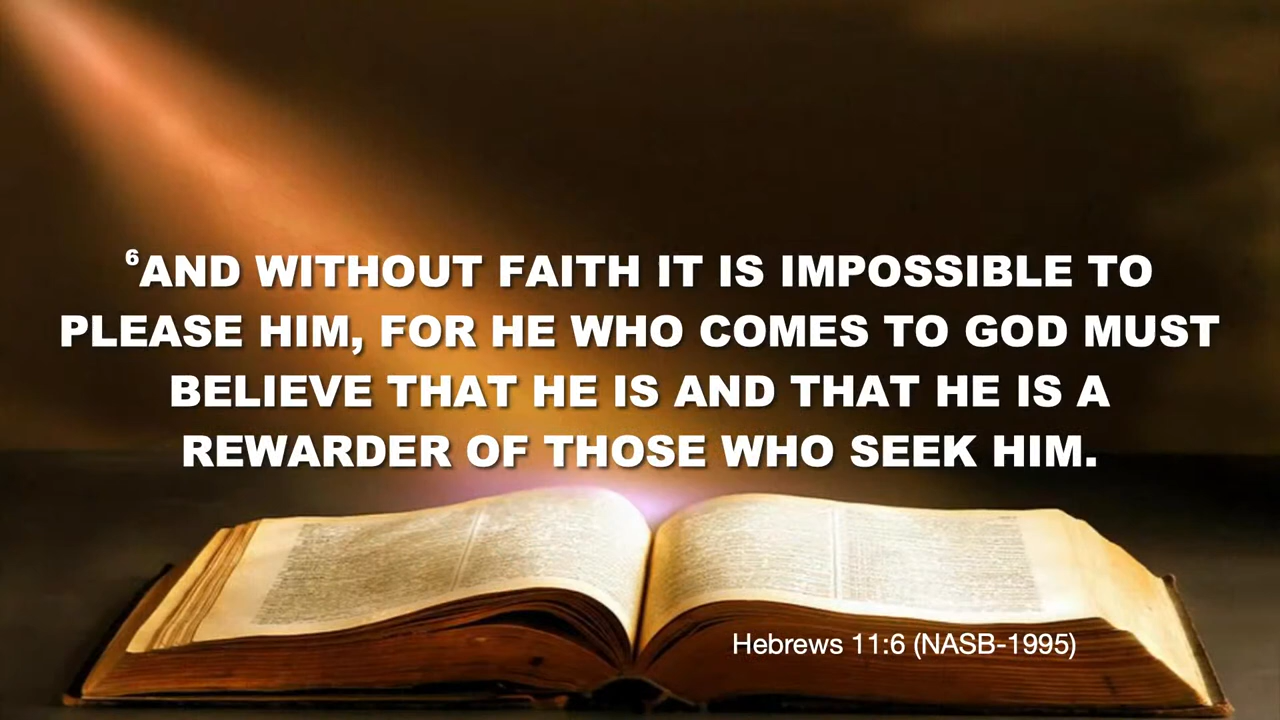 ⁶AND WITHOUT FAITH IT IS IMPOSSIBLE TO
PLEASE HIM, FOR HE WHO COMES TO GOD MUST
BELIEVE THAT HE IS AND THAT HE IS A
REWARDER OF THOSE WHO SEEK HIM.
Hebrews 11:6 (NASB-1995)